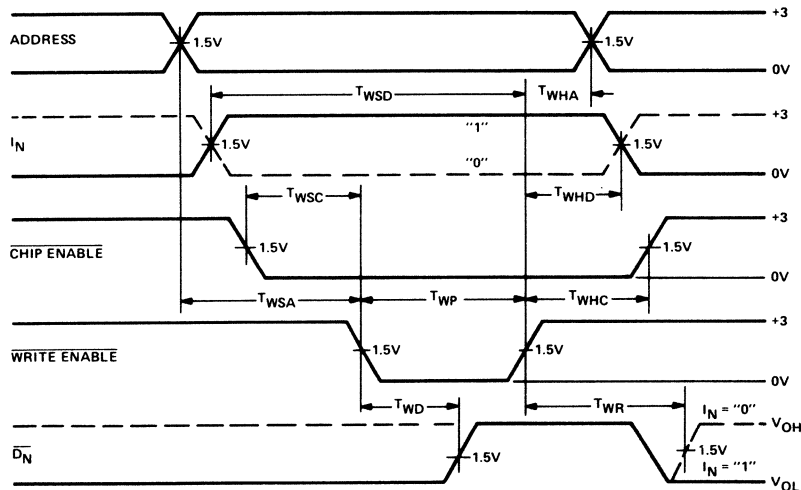 ADDRESS 1.5V 1.5V +3
0V
TWSD TWHA
IN 1.5V "1" "0" 1.5V +3
0V
TWSC TWHD
CHIP ENABLE 1.5V 1.5V +3
0V
TWSA TWP TWHC
WRITE ENABLE 1.5V 1.5V +3
0V
TWD TWR
DN 1.5V IN = "0" VOH
1.5V
IN = "1" VOL